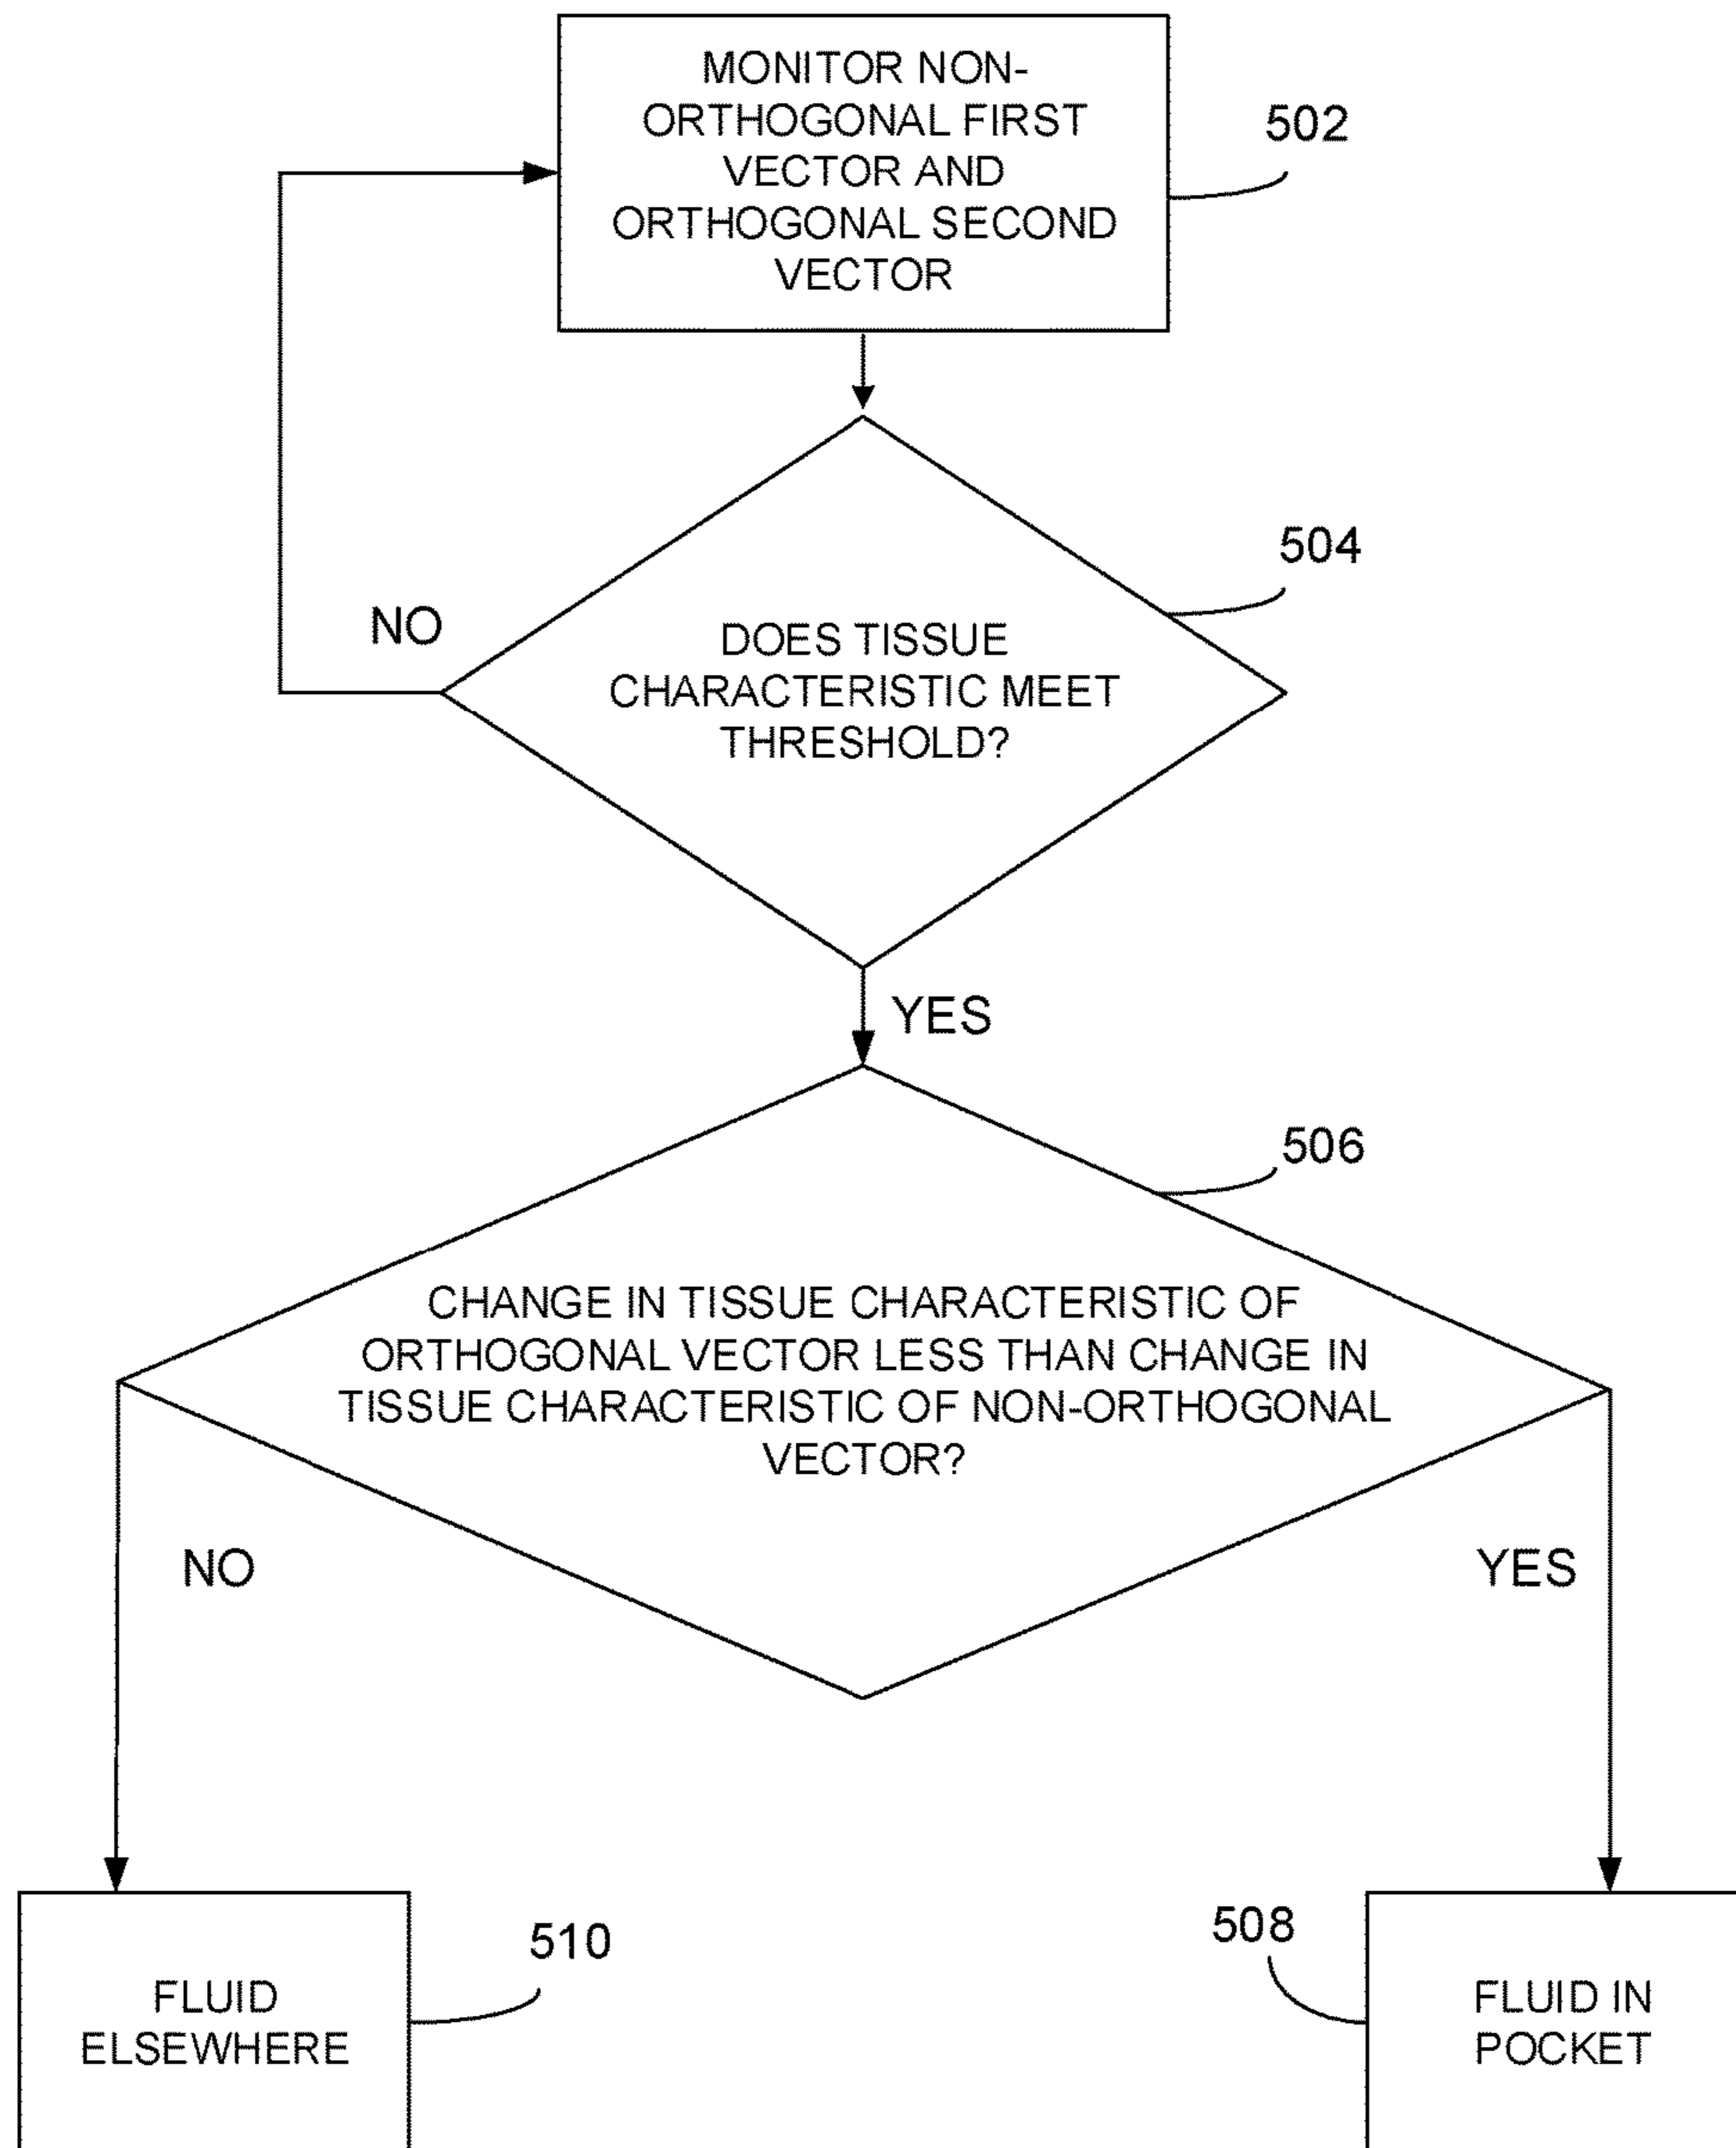 MONITOR NON-
ORTHOGONAL FIRST
VECTOR AND
ORTHOGONAL SECOND
VECTOR
502
504
NO
DOES TISSUE
CHARACTERISTIC MEET
THRESHOLD?
YES
506
CHANGE IN TISSUE CHARACTERISTIC OF
ORTHOGONAL VECTOR LESS THAN CHANGE IN
TISSUE CHARACTERISTIC OF NON-ORTHOGONAL
VECTOR?
NO
YES
510
FLUID
ELSEWHERE
508
FLUID IN
POCKET